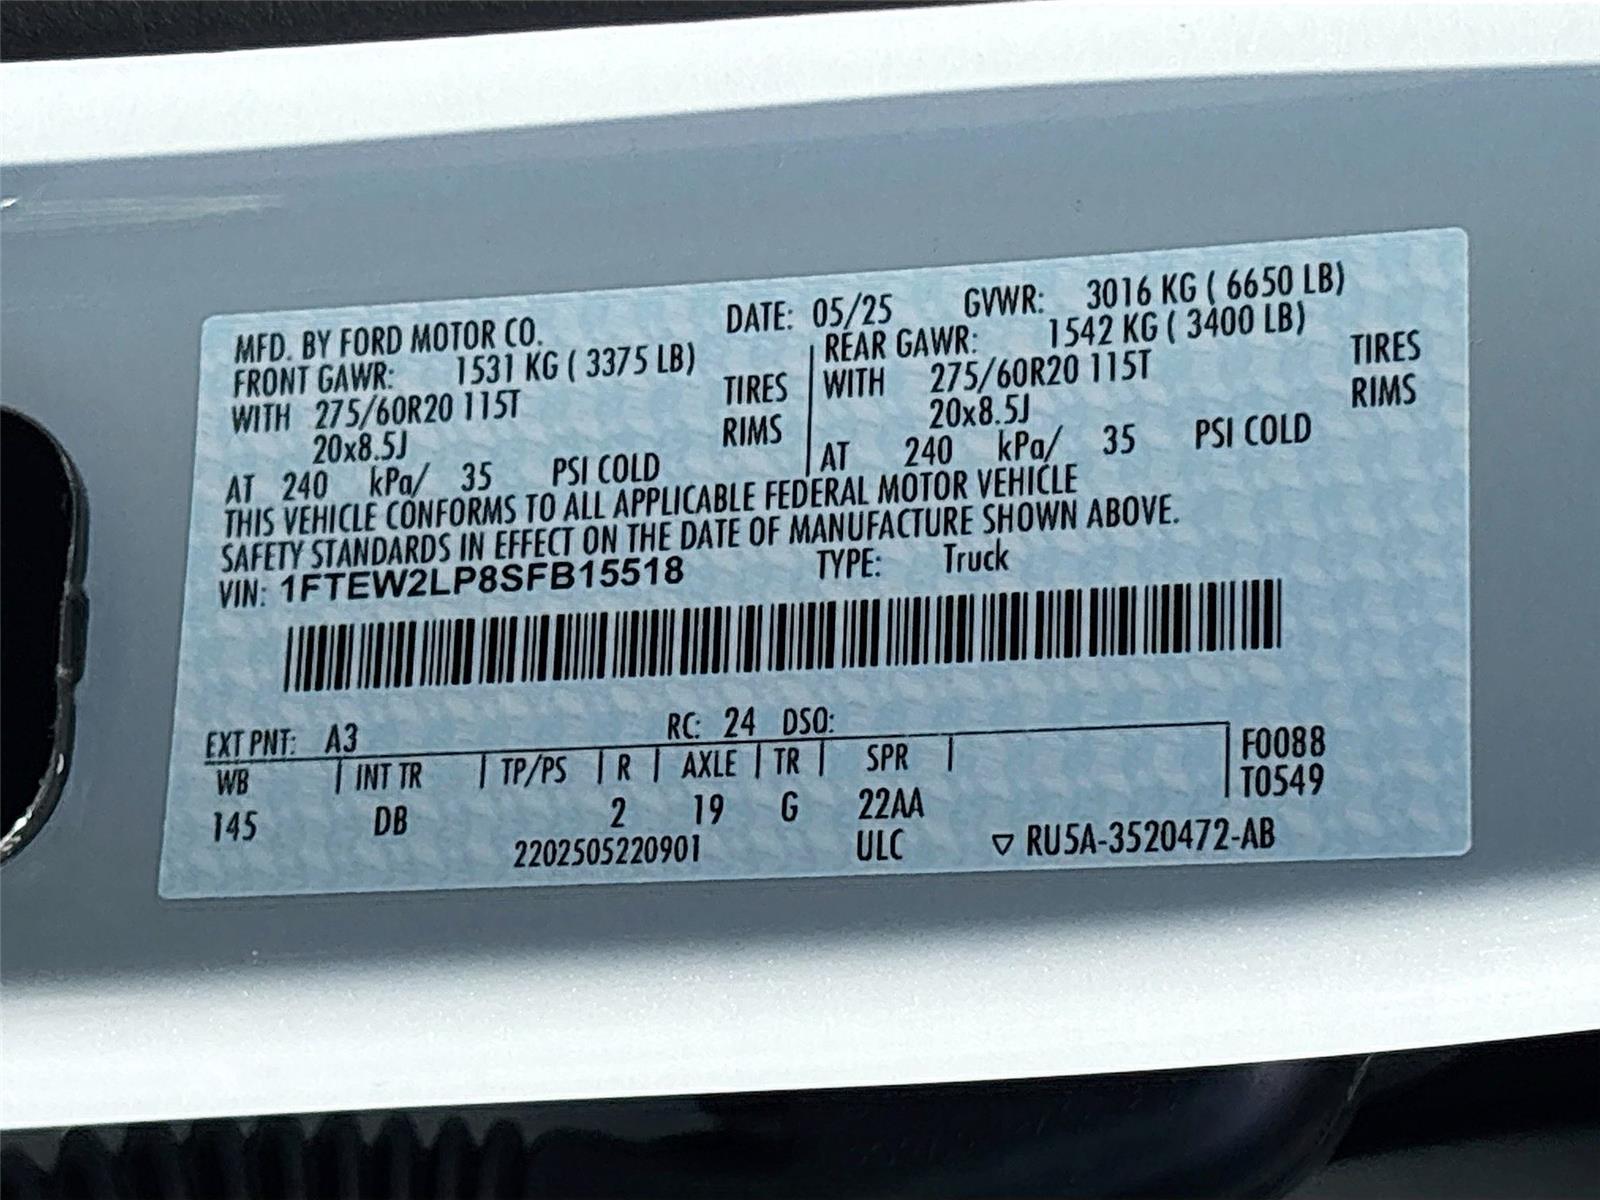 MFD. BY FORD MOTOR CO. DATE: 05/25 GVWR: 3016 KG ( 6650 LB)
FRONT GAWR: 1531 KG ( 3375 LB) REAR GAWR: 1542 KG ( 3400 LB)
WITH 275/60R20 115T TIRES WITH 275/60R20 115T TIRES
20x8.5J RIMS 20x8.5J RIMS
AT 240 kPa/ 35 PSI COLD AT 240 kPa/ 35 PSI COLD
THIS VEHICLE CONFORMS TO ALL APPLICABLE FEDERAL MOTOR VEHICLE
SAFETY STANDARDS IN EFFECT ON THE DATE OF MANUFACTURE SHOWN ABOVE.
VIN: 1FTEW2LP8SFB15518 TYPE: Truck
EXT PNT: A3 RC: 24 DSO:
WB | INT TR | TP/PS | R | AXLE | TR | SPR | F0088
145 DB 2 19 G 22AA T0549
2202505220901 ULC ▽ RU5A-3520472-AB